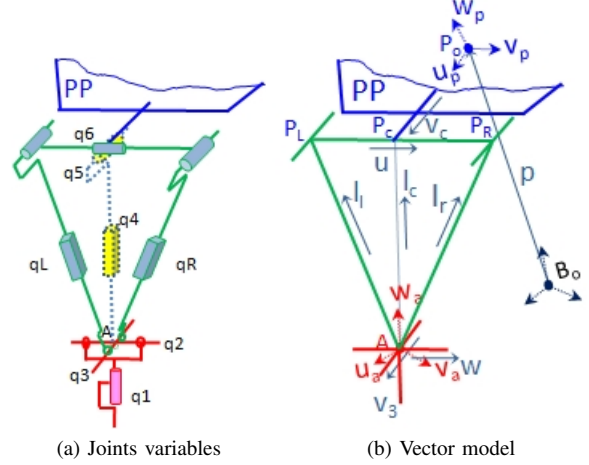 PP
q6
q5
q4
qL
qR
A
q2
q3
q1
(a) Joints variables
w_p
P_o
v_p
u_p
PP
P_L
P_c
v_c
P_R
u
p
l_l
l_c
l_r
B_o
w_a
A
u_a
v_a
w
v_3
(b) Vector model